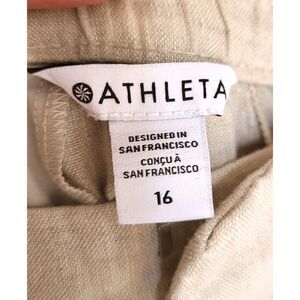 ATHLETA
DESIGNED IN
SAN FRANCISCO
CONÇU À
SAN FRANCISCO
16